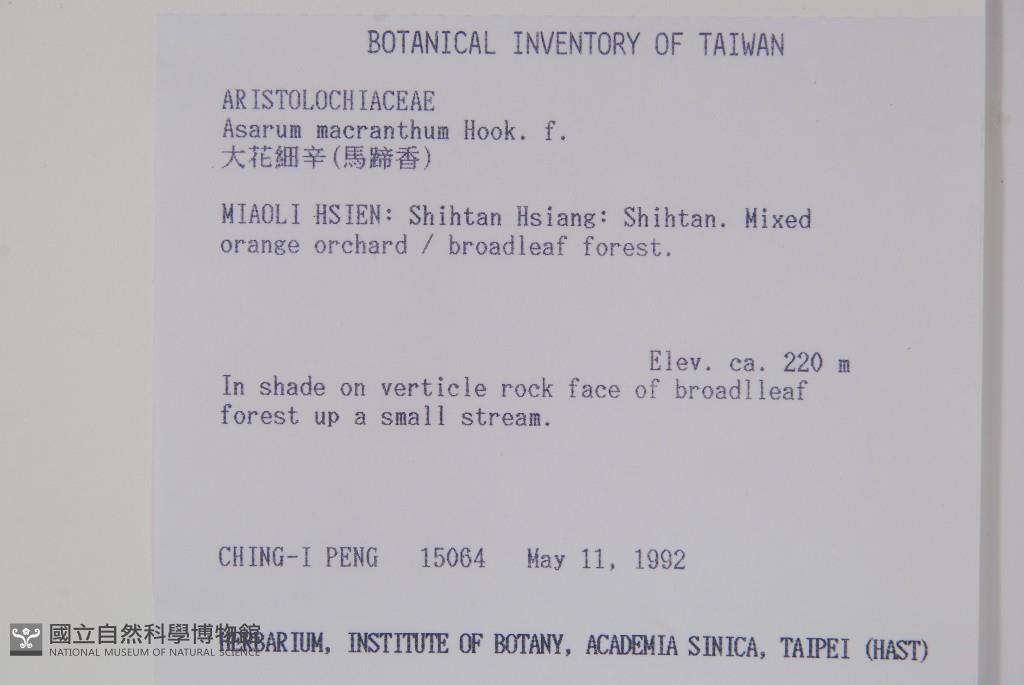 BOTANICAL INVENTORY OF TAIWAN
ARISTOLOCHIACEAE
Asarum macranthum Hook. f.
大花細辛(馬蹄香)
MIAOLI HSIEN: Shihtan Hsiang: Shihtan. Mixed
orange orchard / broadleaf forest.
Elev. ca. 220 m
In shade on verticle rock face of broadlleaf
forest up a small stream.
CHING-I PENG 15064 May 11, 1992
HERBARIUM, INSTITUTE OF BOTANY, ACADEMIA SINICA, TAIPEI (HAST)
國立自然科學博物館
NATIONAL MUSEUM OF NATURAL SCIENCE